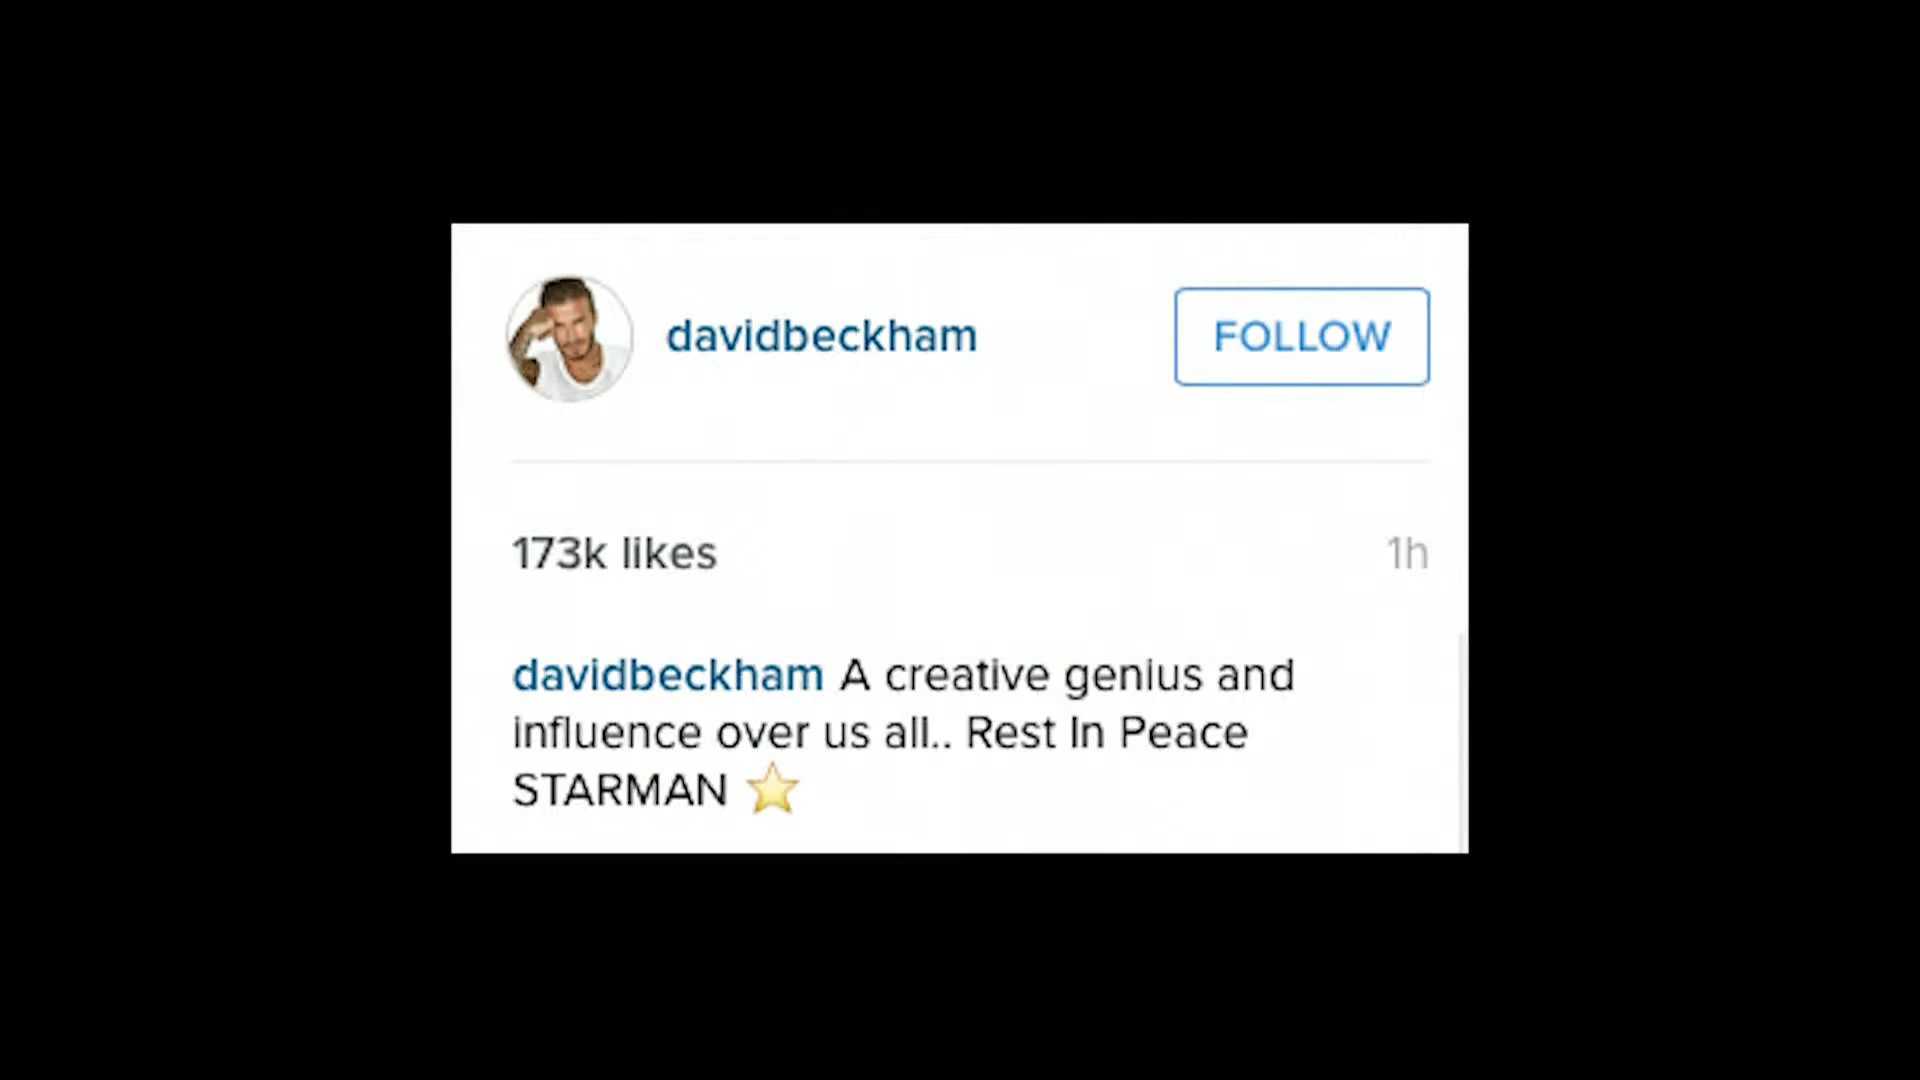 davidbeckham
FOLLOW
173k likes
1h
davidbeckham A creative genius and
influence over us all.. Rest In Peace
STARMAN ⭐